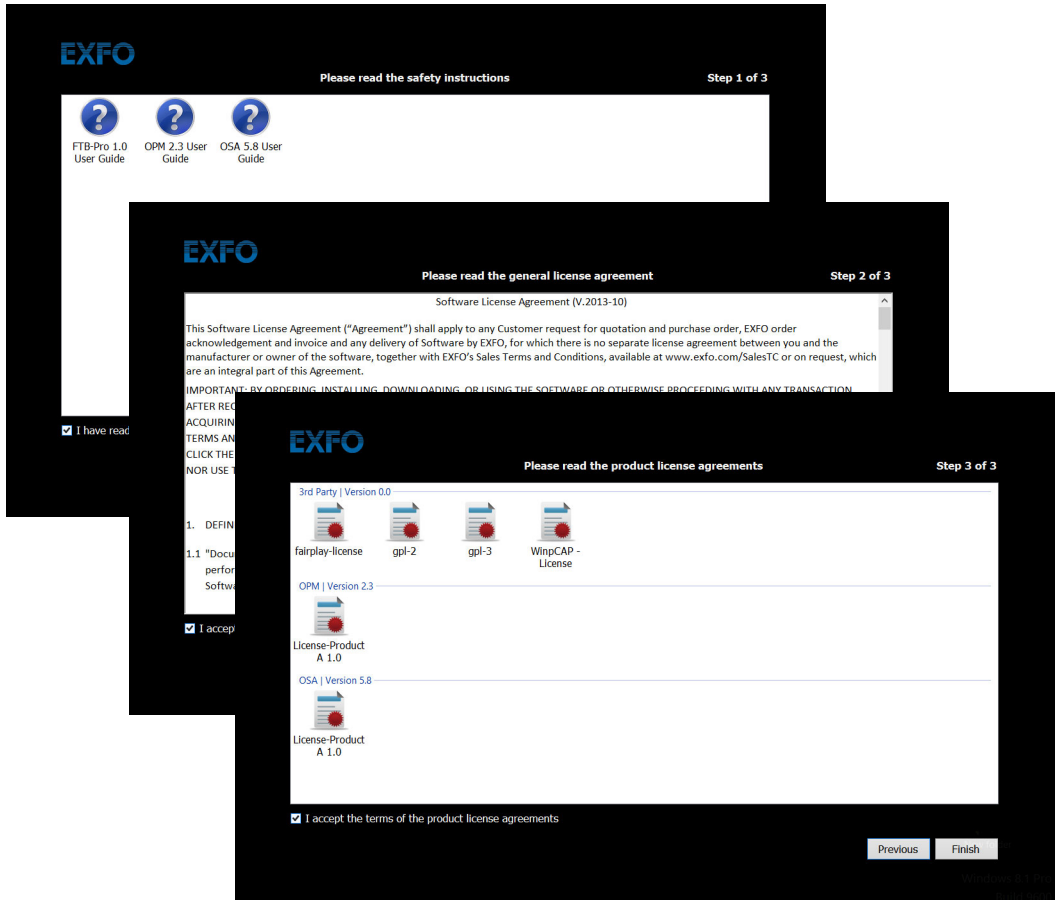 EXFO
Please read the safety instructions
Step 1 of 3
FTB-Pro 1.0
User Guide
OPM 2.3 User
Guide
OSA 5.8 User
Guide
I have read
EXFO
Please read the general license agreement
Step 2 of 3
Software License Agreement (V.2013-10)
This Software License Agreement (“Agreement”) shall apply to any Customer request for quotation and purchase order, EXFO order
acknowledgement and invoice and any delivery of Software by EXFO, for which there is no separate license agreement between you and the
manufacturer or owner of the software, together with EXFO’s Sales Terms and Conditions, available at www.exfo.com/SalesTC or on request, which
are an integral part of this Agreement.
IMPORTANT: BY ORDERING, INSTALLING, DOWNLOADING, OR USING THE SOFTWARE OR OTHERWISE PROCEEDING WITH ANY TRANSACTION
AFTER REC
ACQUIRIN
TERMS AN
CLICK THE
NOR USE T
1. DEFIN
1.1 "Docu
perfor
Softwa
I accept
EXFO
Please read the product license agreements
Step 3 of 3
3rd Party | Version 0.0
fairplay-license
gpl-2
gpl-3
WinpCAP -
License
OPM | Version 2.3
License-Product
A 1.0
OSA | Version 5.8
License-Product
A 1.0
I accept the terms of the product license agreements
Previous
Finish